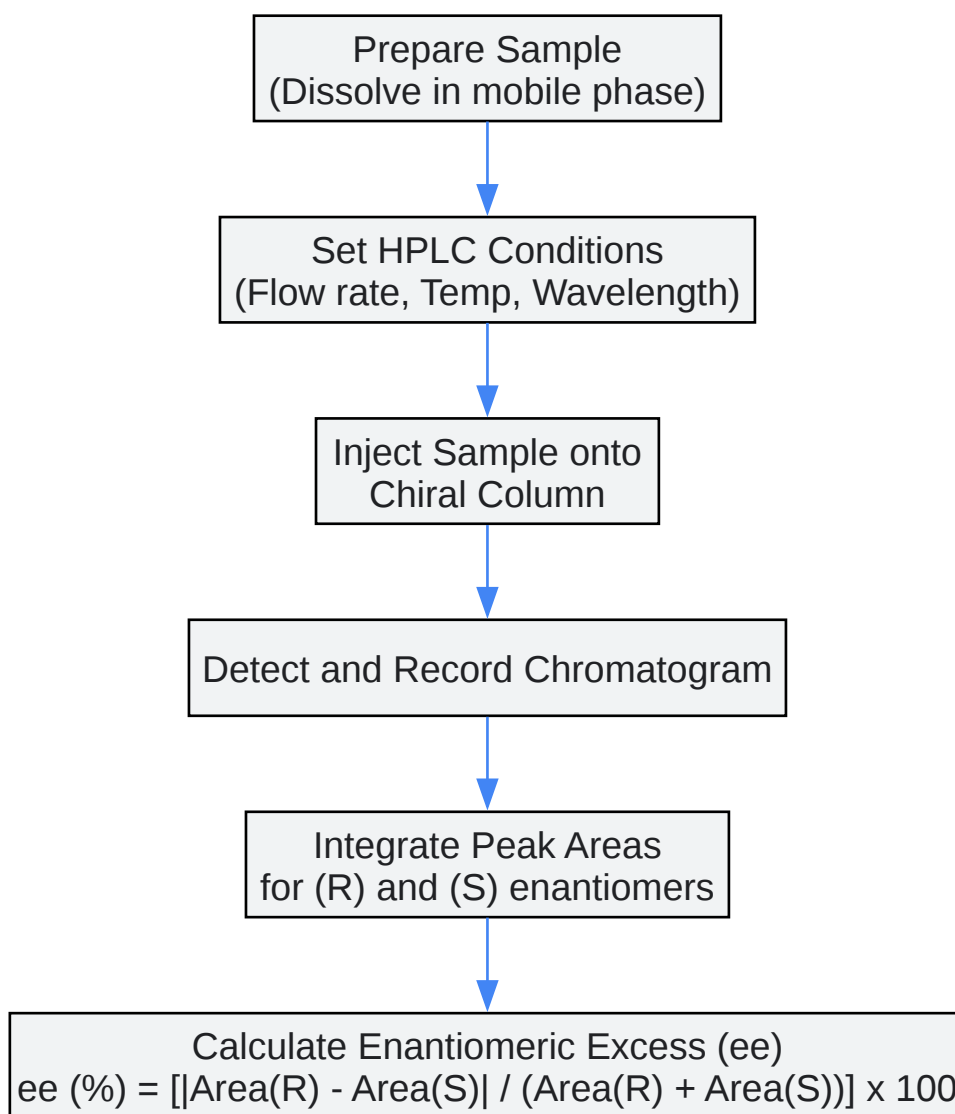 Prepare Sample
(Dissolve in mobile phase)
Set HPLC Conditions
(Flow rate, Temp, Wavelength)
Inject Sample onto
Chiral Column
Detect and Record Chromatogram
Integrate Peak Areas
for (R) and (S) enantiomers
Calculate Enantiomeric Excess (ee)
ee (%) = [|Area(R) - Area(S)| / (Area(R) + Area(S))] x 100